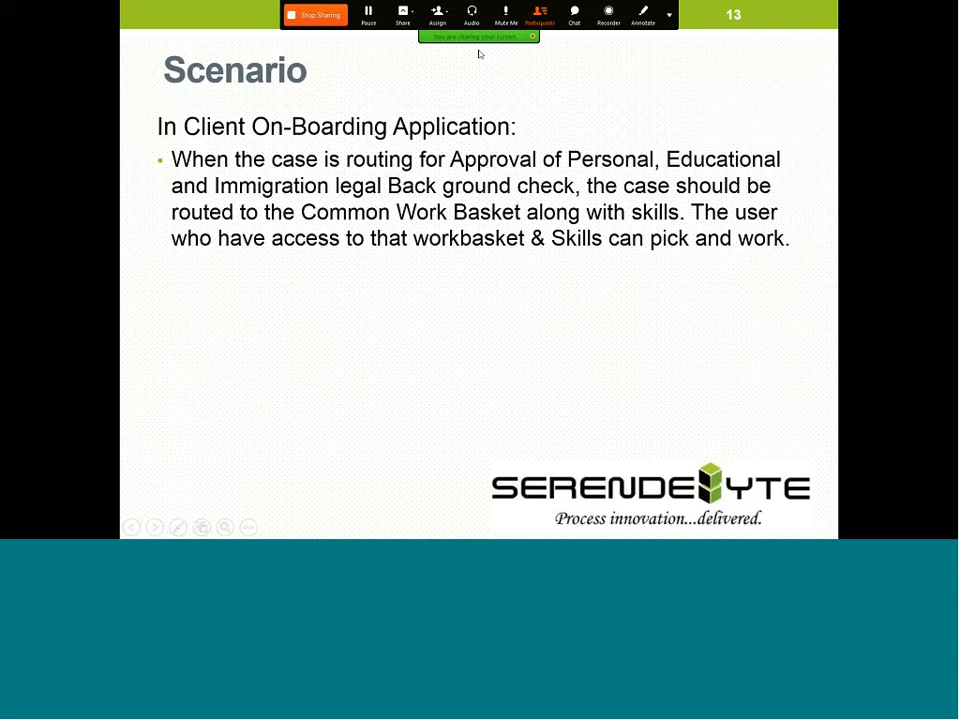 Stop Sharing
Pause
Share
Assign
Audio
Mute Me
Participants
Chat
Recorder
Annotate
13
You are sharing your screen.
Scenario
In Client On-Boarding Application:
• When the case is routing for Approval of Personal, Educational
and Immigration legal Back ground check, the case should be
routed to the Common Work Basket along with skills. The user
who have access to that workbasket & Skills can pick and work.
SERENDEBYTE
Process innovation...delivered.